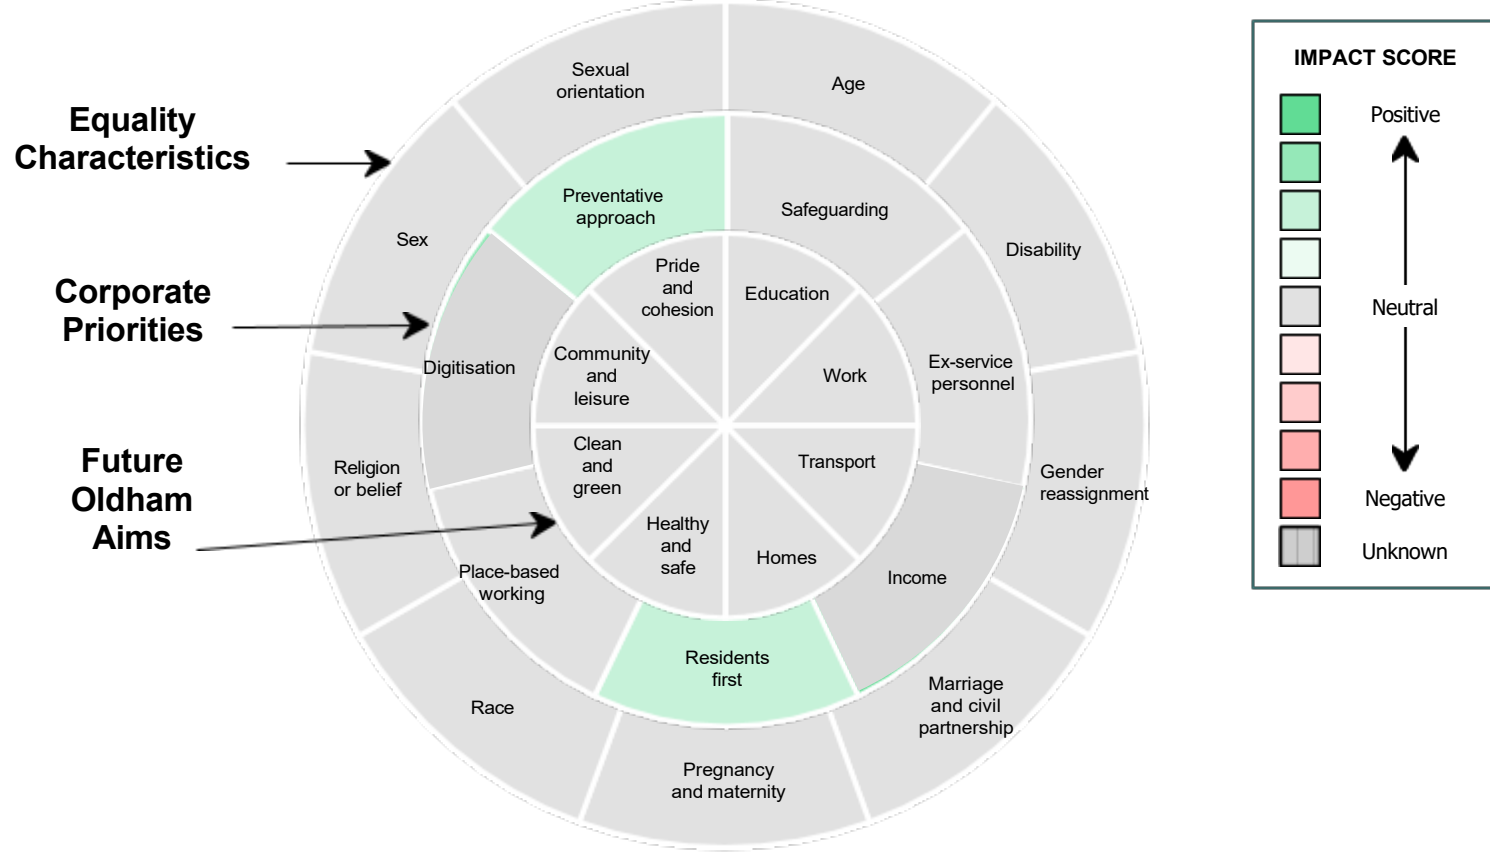 Equality
Characteristics
Corporate
Priorities
Future
Oldham
Aims
Sexual
orientation
Age
Disability
Gender
reassignment
Marriage
and civil
partnership
Pregnancy
and maternity
Race
Religion
or belief
Sex
Preventative
approach
Safeguarding
Ex-service
personnel
Income
Residents
first
Place-based
working
Digitisation
Pride
and
cohesion
Education
Work
Transport
Homes
Healthy
and
safe
Clean
and
green
Community
and
leisure
IMPACT SCORE
Positive
Neutral
Negative
Unknown